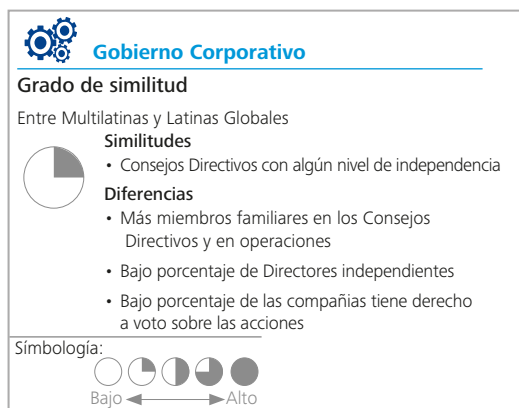 Gobierno Corporativo
Grado de similitud
Entre Multilatinas y Latinas Globales
Similitudes
• Consejos Directivos con algún nivel de independencia
Diferencias
• Más miembros familiares en los Consejos
Directivos y en operaciones
• Bajo porcentaje de Directores independientes
• Bajo porcentaje de las compañias tiene derecho
a voto sobre las acciones
Símbología:
Bajo Alto